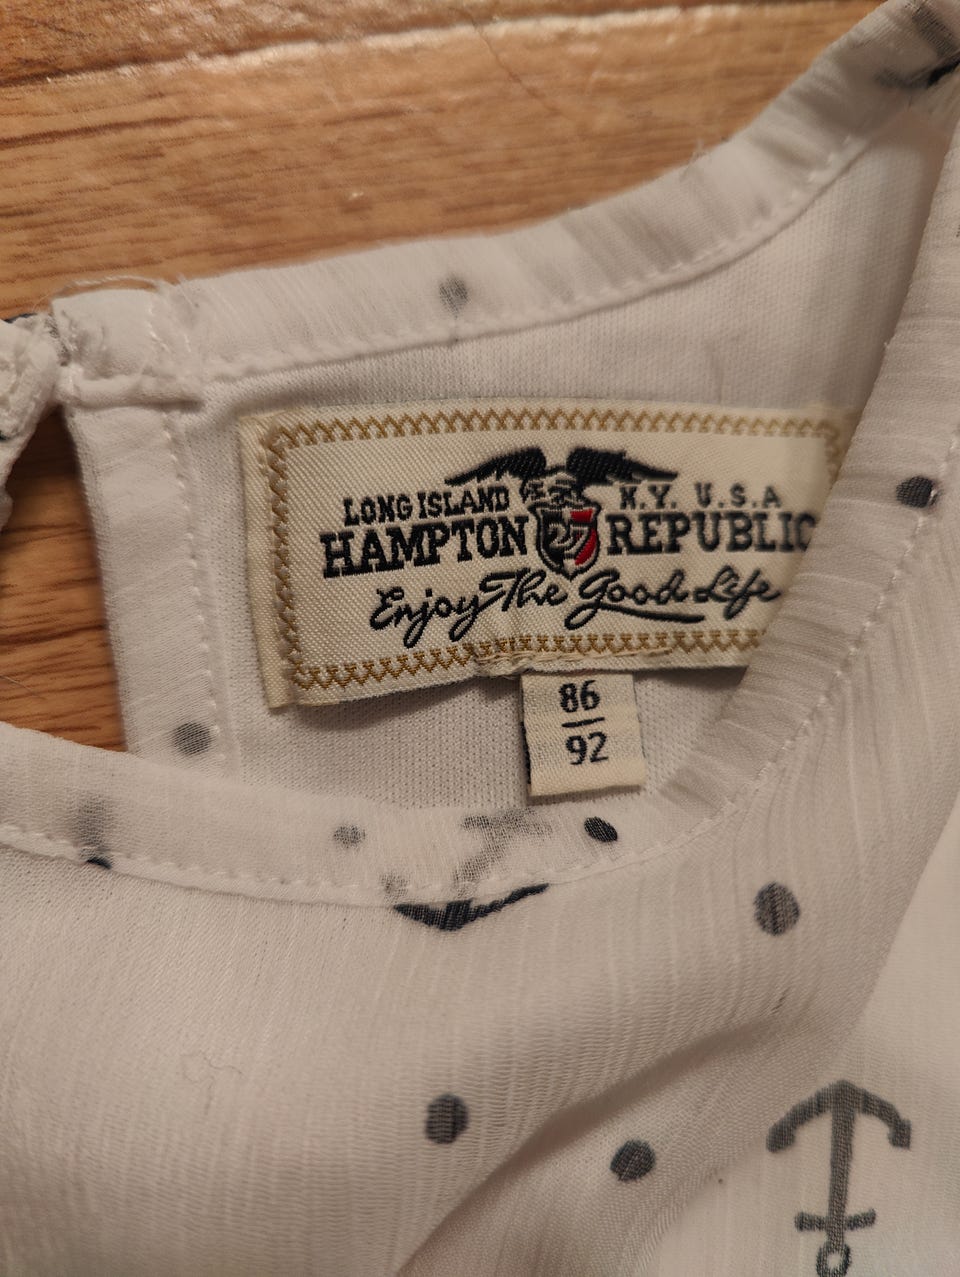 LONG ISLAND N.Y. U.S.A
HAMPTON 27 REPUBLIC
Enjoy The Good Life
86
92